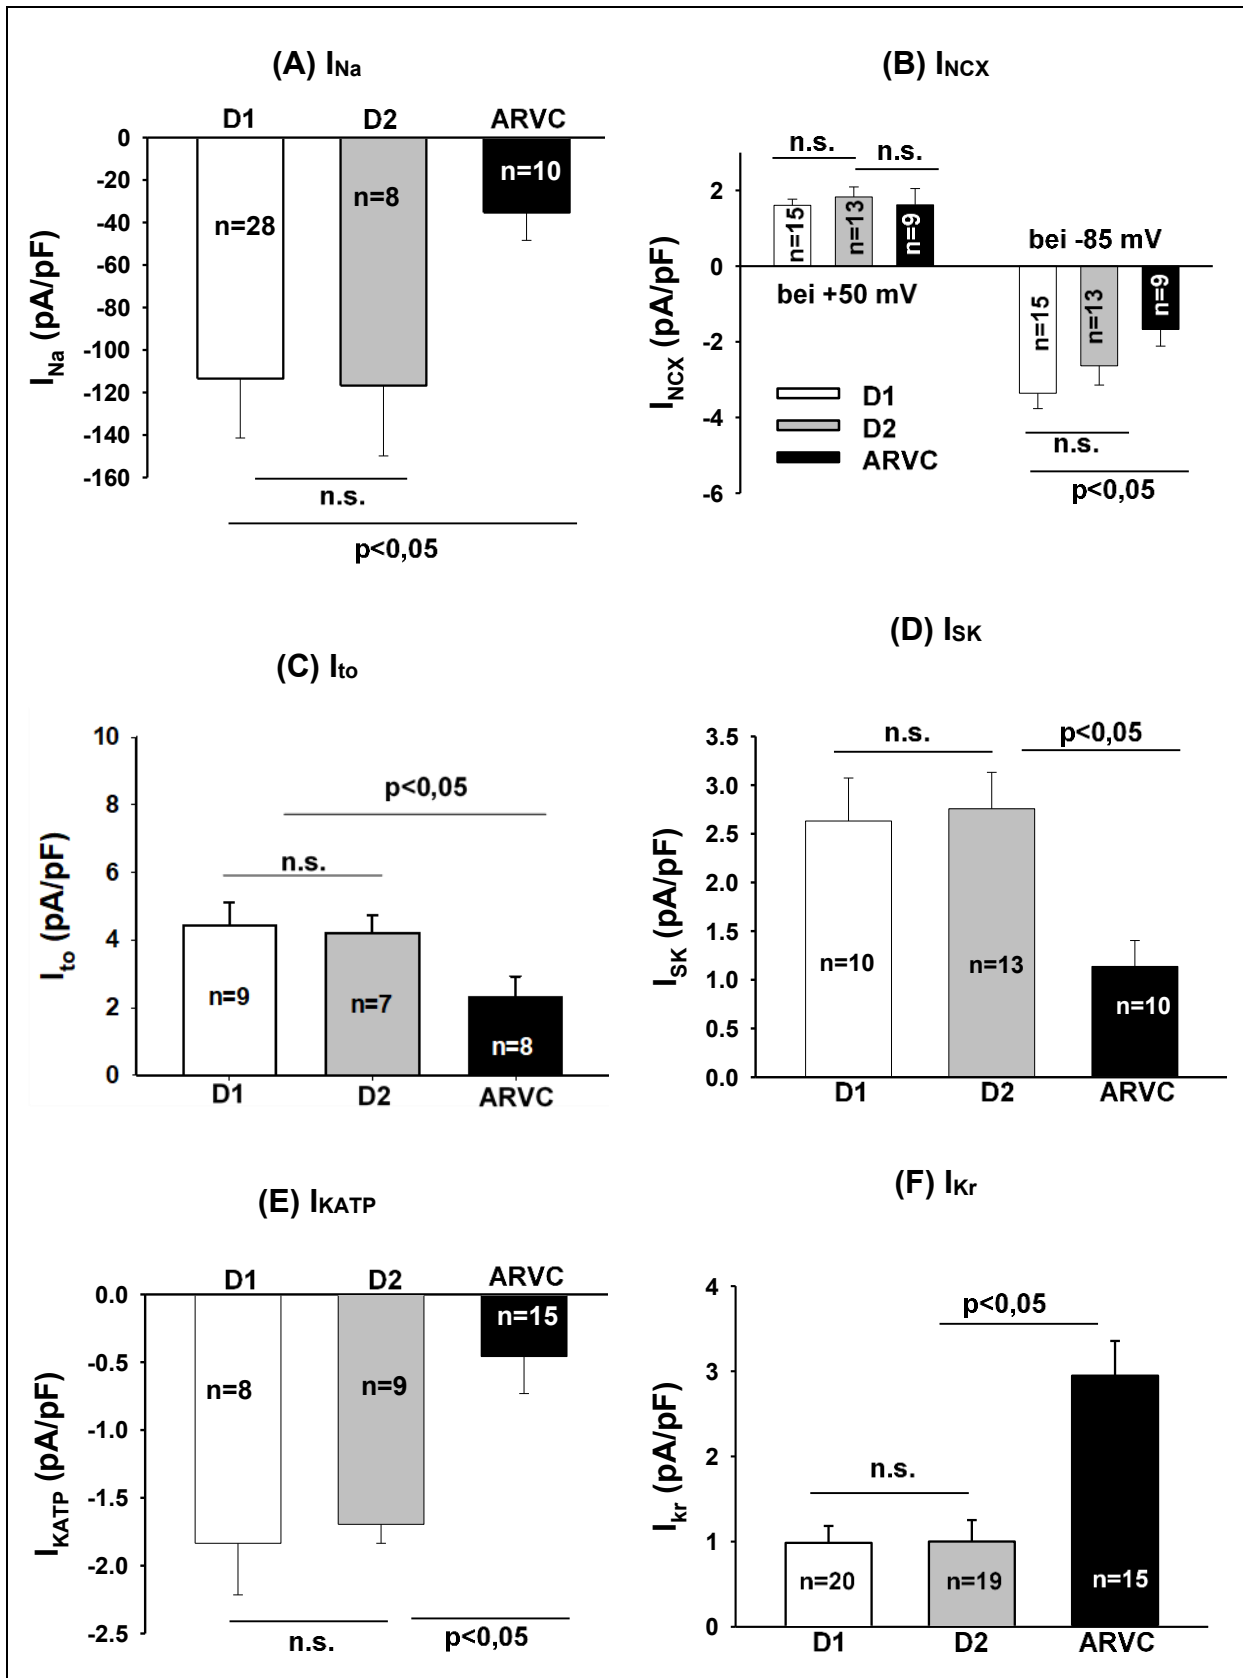 (A) INa
D1 D2 ARVC
0
-20
-40
-60
-80
-100
-120
-140
-160
INa (pA/pF)
n=28
n=8
n=10
n.s.
p<0,05
(B) INCX
n.s.
n.s.
2
0
-2
-4
-6
INCX (pA/pF)
n=15
n=13
n=9
bei +50 mV
bei -85 mV
n=15
n=13
n=9
D1
D2
ARVC
n.s.
p<0,05
(C) Ito
10
8
6
4
2
0
Ito (pA/pF)
p<0,05
n.s.
n=9
n=7
n=8
D1 D2 ARVC
(D) ISK
3.5
3.0
2.5
2.0
1.5
1.0
0.5
0.0
ISK (pA/pF)
n.s.
p<0,05
n=10
n=13
n=10
D1 D2 ARVC
(E) IKATP
D1 D2 ARVC
0.0
-0.5
-1.0
-1.5
-2.0
-2.5
IKATP (pA/pF)
n=8
n=9
n=15
n.s.
p<0,05
(F) IKr
4
3
2
1
0
Ikr (pA/pF)
p<0,05
n.s.
n=20
n=19
n=15
D1 D2 ARVC